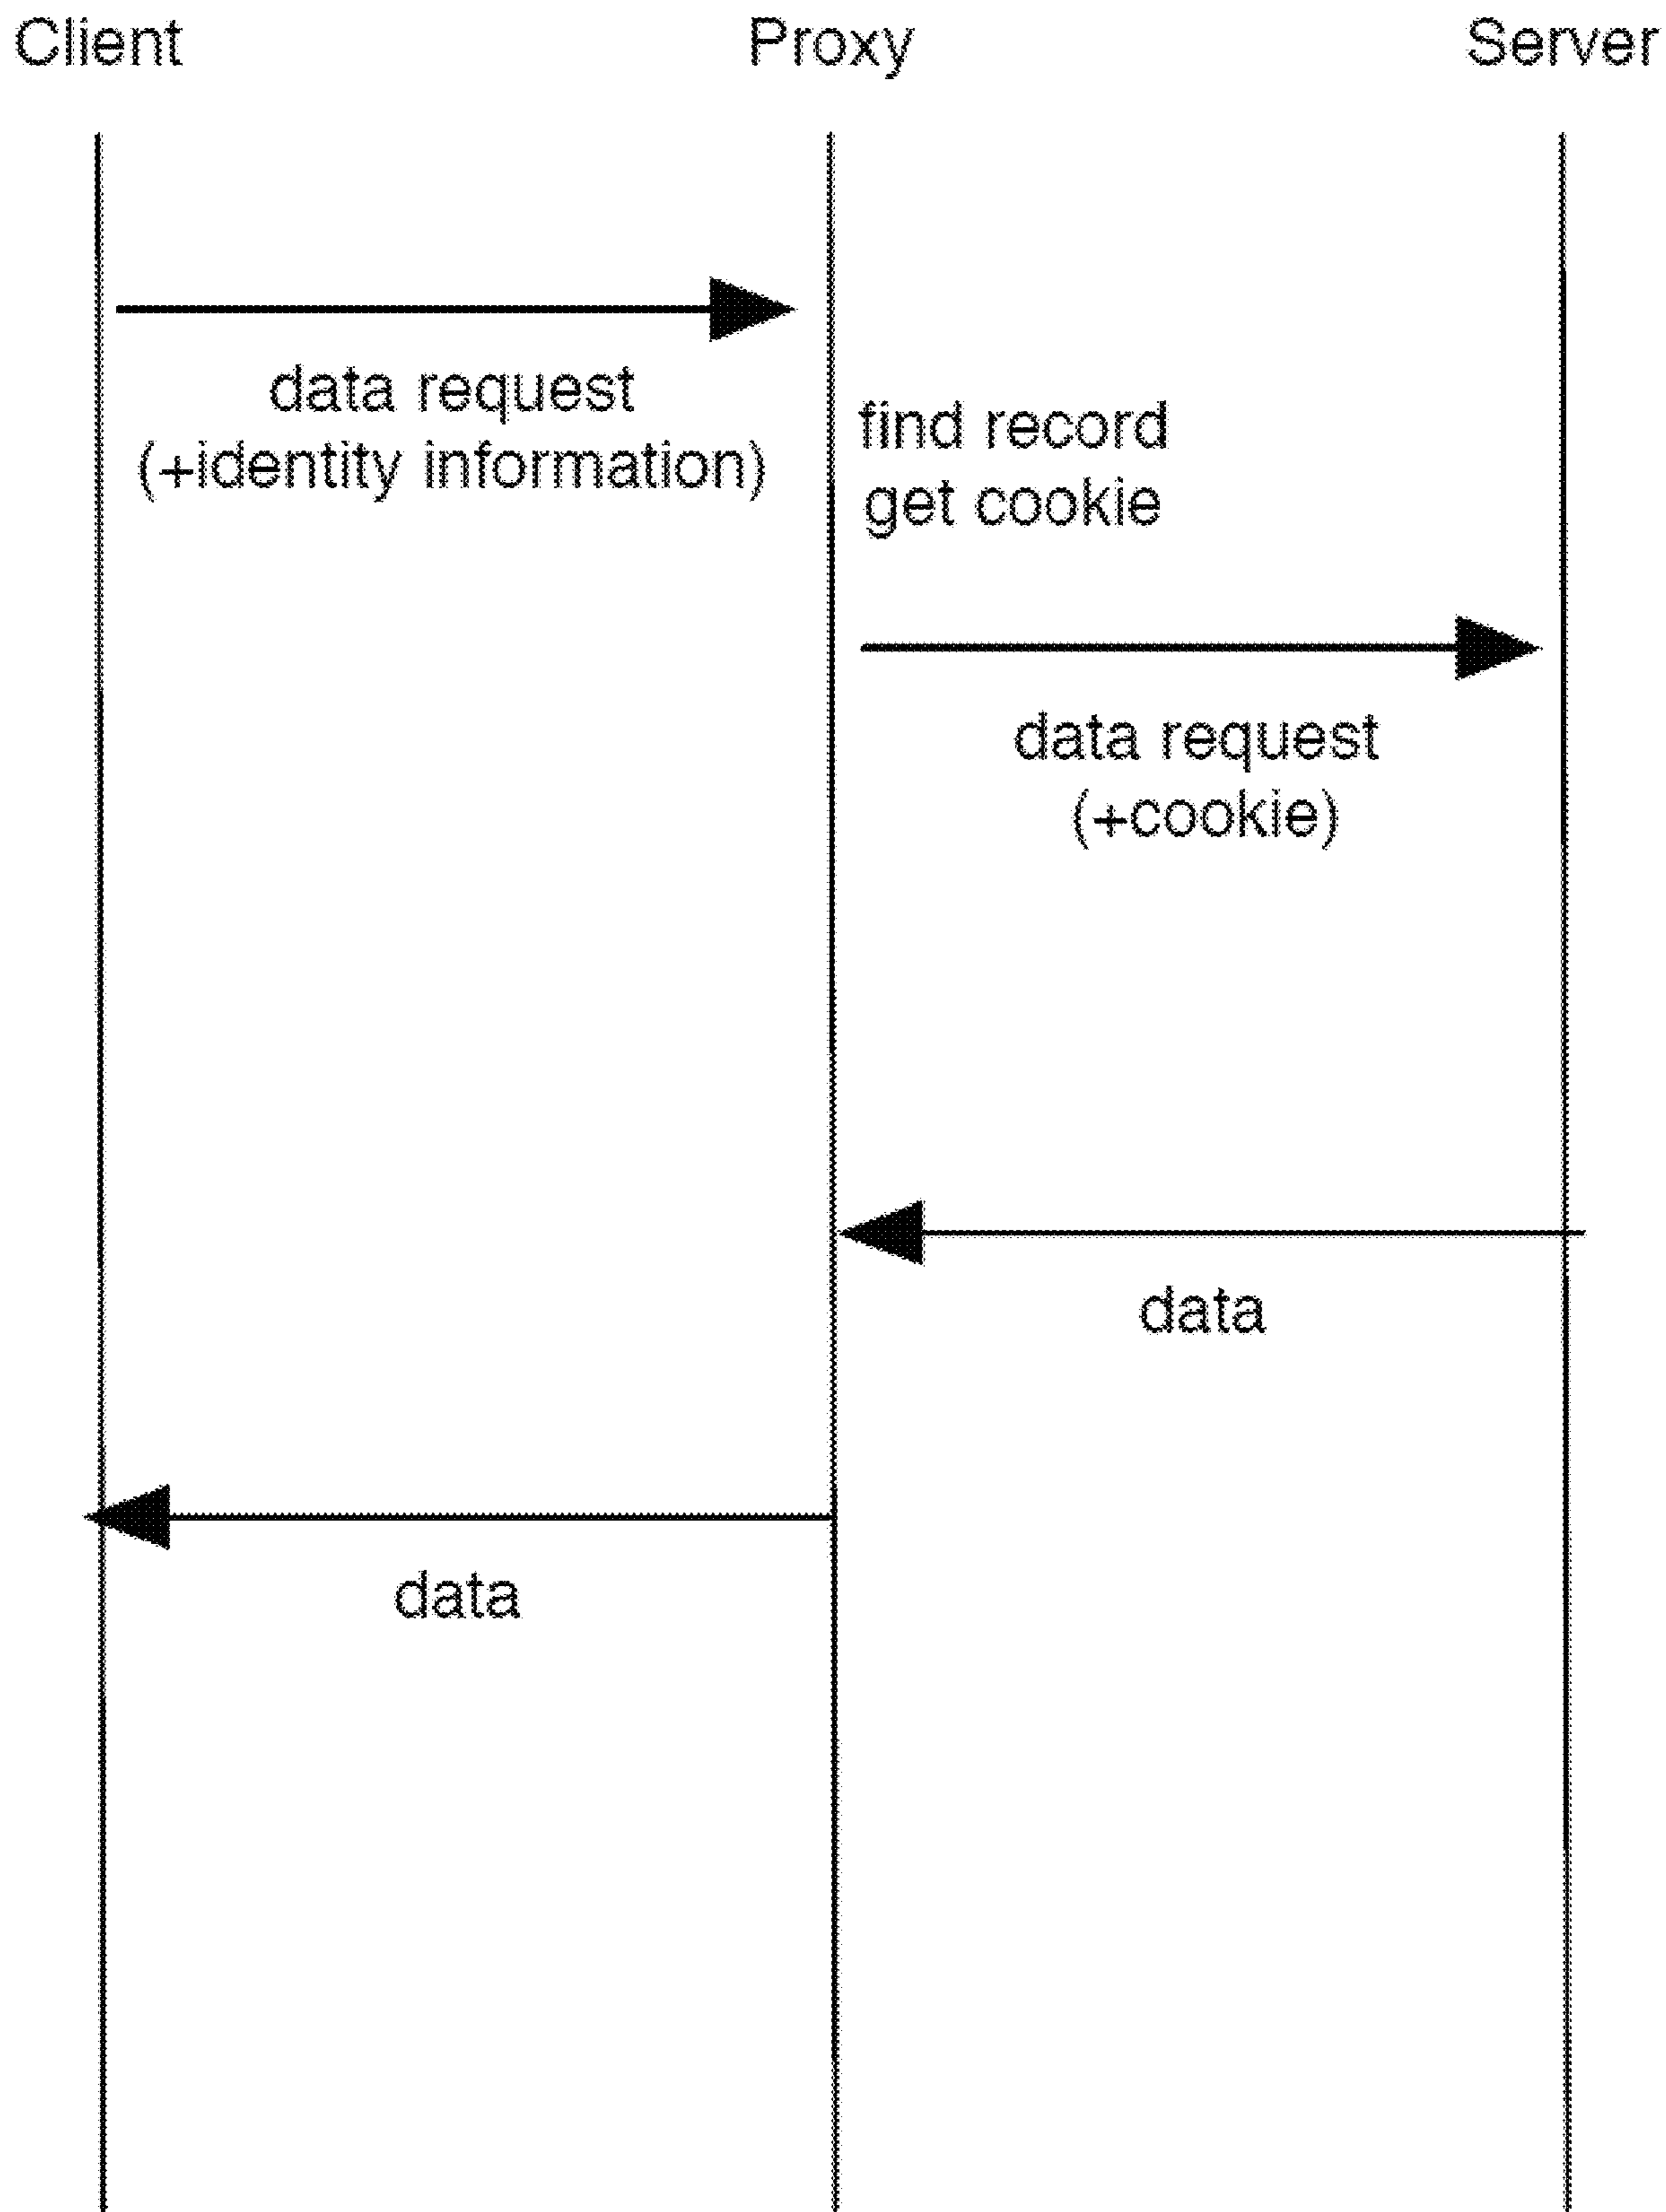 Client Proxy Server
data request
(+identity information)
find record
get cookie
data request
(+cookie)
data
data